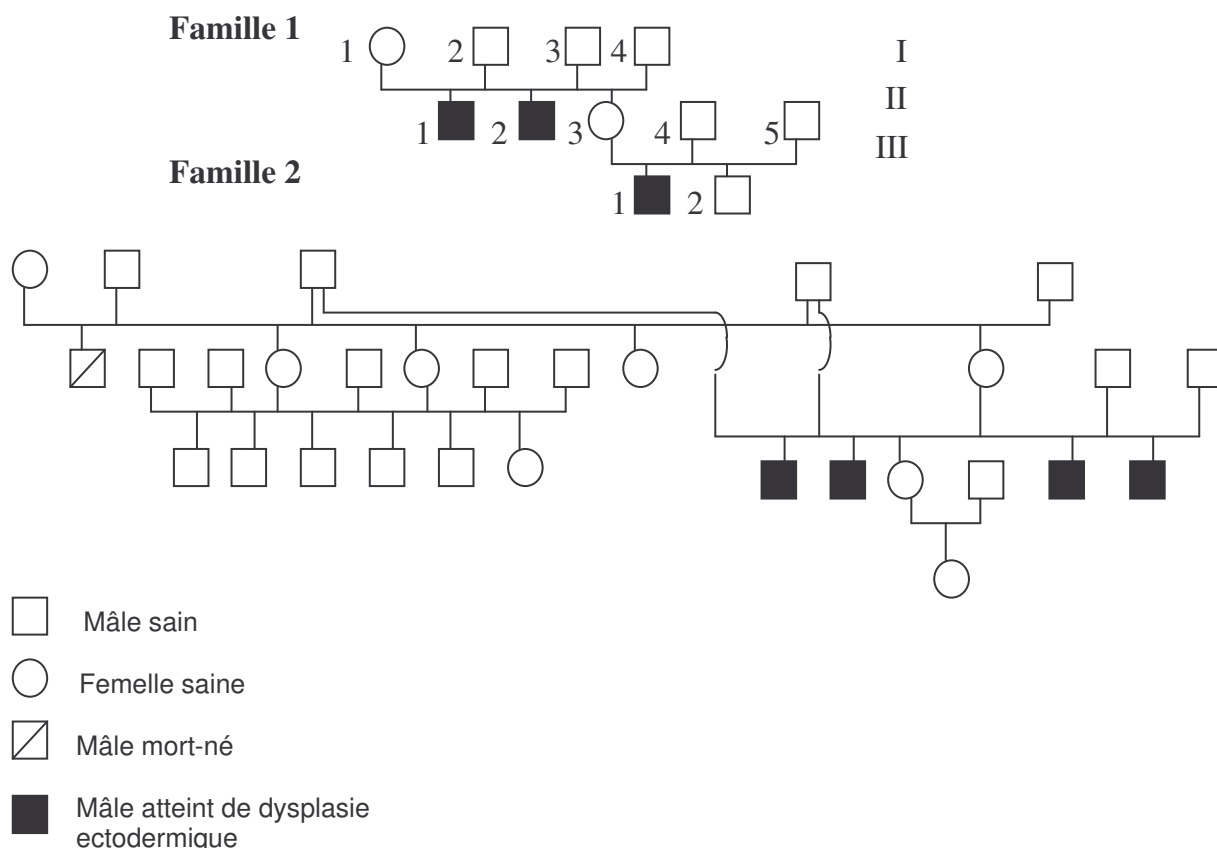 Famille 1
1 2 3 4 I
II
1 2 3 4 5
III
Famille 2
1 2
Mâle sain
Femelle saine
Mâle mort-né
Mâle atteint de dysplasie
ectodermique